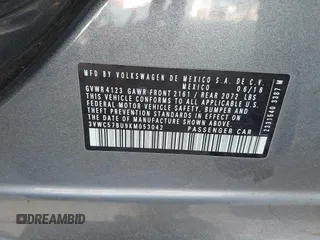 MFD BY VOLKSWAGEN DE MEXICO S.A. DE C.V.
MEXICO 06/18
GVWR 4123 GAWR-FRONT 2161 / REAR 2072 LBS
THIS VEHICLE CONFORMS TO ALL APPLICABLE
FEDERAL MOTOR VEHICLE SAFETY, BUMPER, AND
THEFT PREVENTION STANDARDS IN EFFECT ON THE
DATE OF MANUFACTURE SHOWN ABOVE.
3VWC57BU9KM053042
PASSENGER CAR
DREAMBID